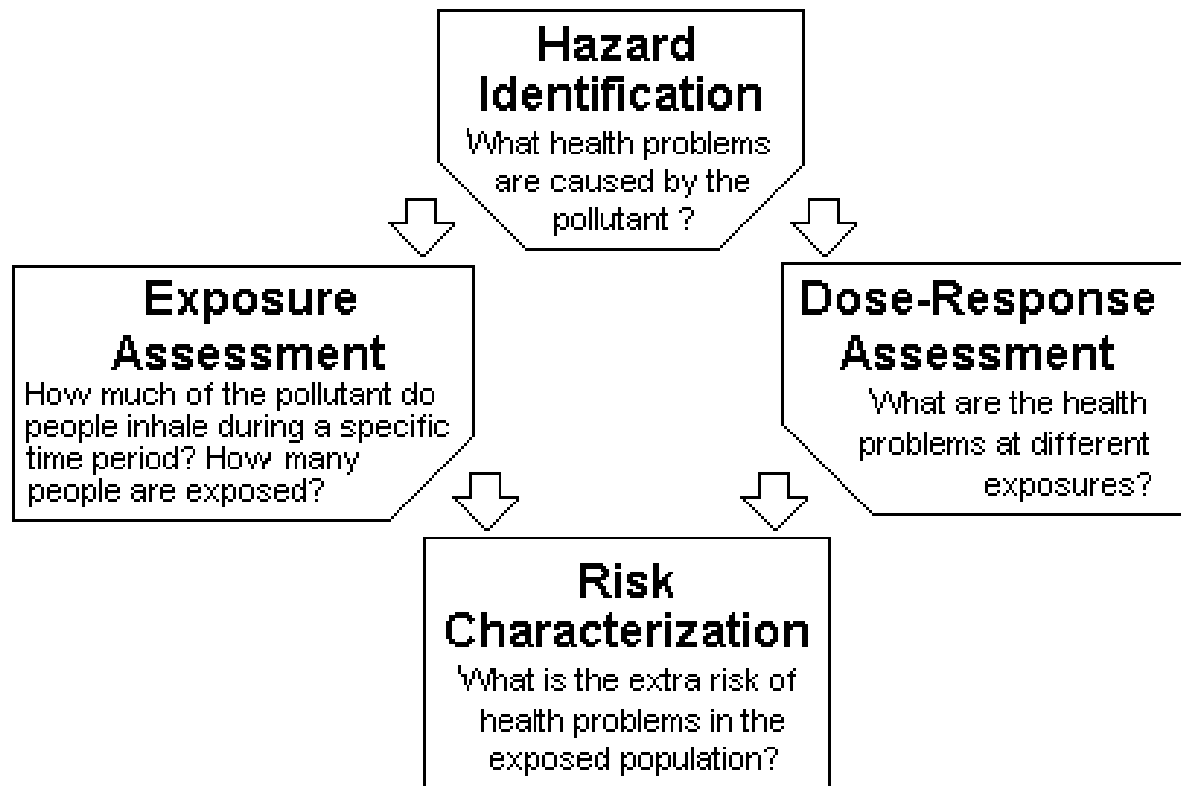 Hazard
Identification
What health problems
are caused by the
pollutant ?
Exposure
Assessment
How much of the pollutant do
people inhale during a specific
time period? How many
people are exposed?
Dose-Response
Assessment
What are the health
problems at different
exposures?
Risk
Characterization
What is the extra risk of
health problems in the
exposed population?